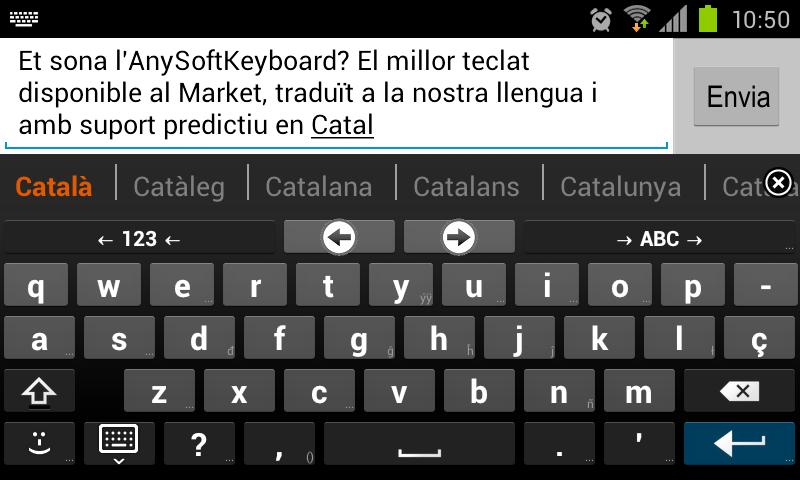 10:50
Et sona l'AnySoftKeyboard? El millor teclat
disponible al Market, traduït a la nostra llengua i
amb suport predictiu en Catal
Envia
Català Catàleg Catalana Catalans Catalunya
← 123 ← → ABC → ...
q w e ... r t y ÿŷ u ... i ... o ... p -
a ... s ... d đ f g ĝ h ĥ j ĵ k l ł ç
z ... x c ... v b n ñ m
... ? ... , () . ... ' ... ...